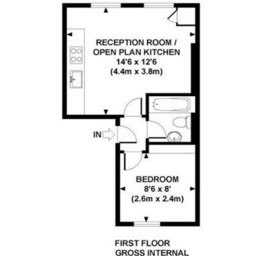 RECEPTION ROOM /
OPEN PLAN KITCHEN
14'6 x 12'6
(4.4m x 3.8m)
IN
BEDROOM
8'6 x 8'
(2.6m x 2.4m)
FIRST FLOOR
GROSS INTERNAL